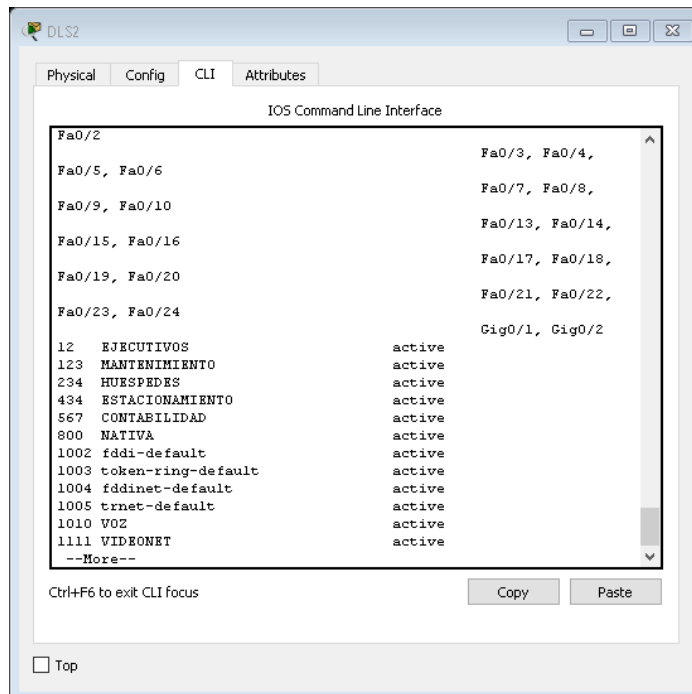 DLS2
Physical Config CLI Attributes
IOS Command Line Interface
Fa0/2
Fa0/3, Fa0/4,
Fa0/5, Fa0/6
Fa0/7, Fa0/8,
Fa0/9, Fa0/10
Fa0/13, Fa0/14,
Fa0/15, Fa0/16
Fa0/17, Fa0/18,
Fa0/19, Fa0/20
Fa0/21, Fa0/22,
Fa0/23, Fa0/24
Gig0/1, Gig0/2
12 EJECUTIVOS active
123 MANTENIMIENTO active
234 HUESPEDES active
434 ESTACIONAMIENTO active
567 CONTABILIDAD active
800 NATIVA active
1002 fddi-default active
1003 token-ring-default active
1004 fddinet-default active
1005 trnet-default active
1010 VOZ active
1111 VIDEONET active
--More--
Ctrl+F6 to exit CLI focus
Copy Paste
Top